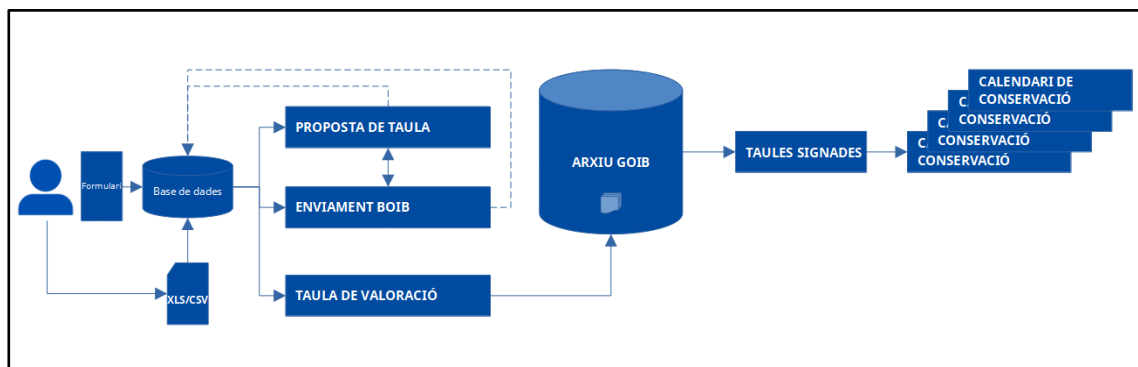 CALENDARI DE
CONSERVACIÓ
CONSERVACIÓ
CONSERVACIÓ
CONSERVACIÓ
PROPOSTA DE TAULA
ARXIU GOIB
TAULES SIGNADES
Formulari
Base de dades
ENVIAMENT BOIB
XLS/CSV
TAULA DE VALORACIÓ